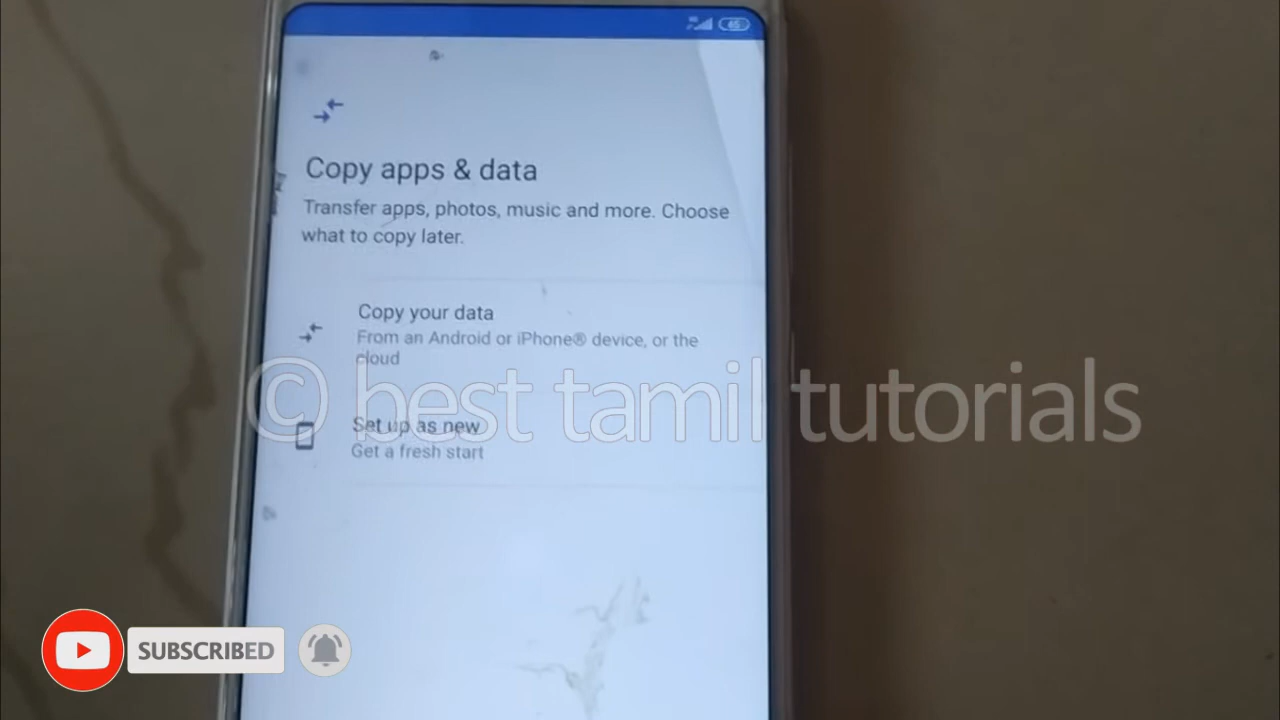 65
Copy apps & data
Transfer apps, photos, music and more. Choose
what to copy later.
Copy your data
From an Android or iPhone® device, or the
cloud
© best tamil tutorials
Set up as new
Get a fresh start
SUBSCRIBED